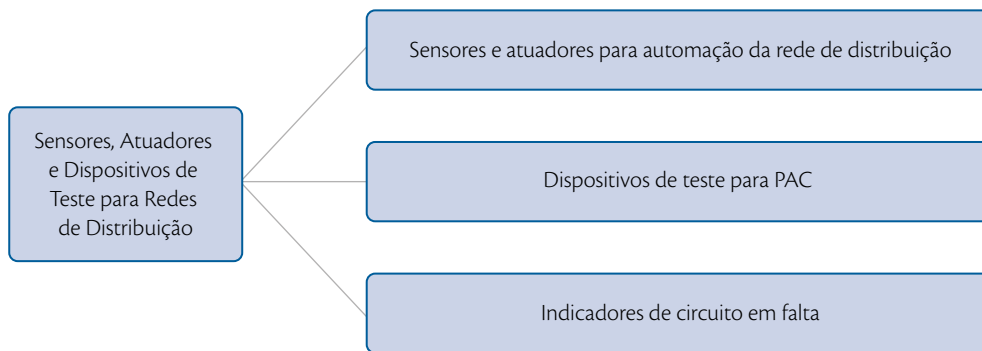 Sensores, Atuadores
e Dispositivos de
Teste para Redes
de Distribuição
Sensores e atuadores para automação da rede de distribuição
Dispositivos de teste para PAC
Indicadores de circuito em falta